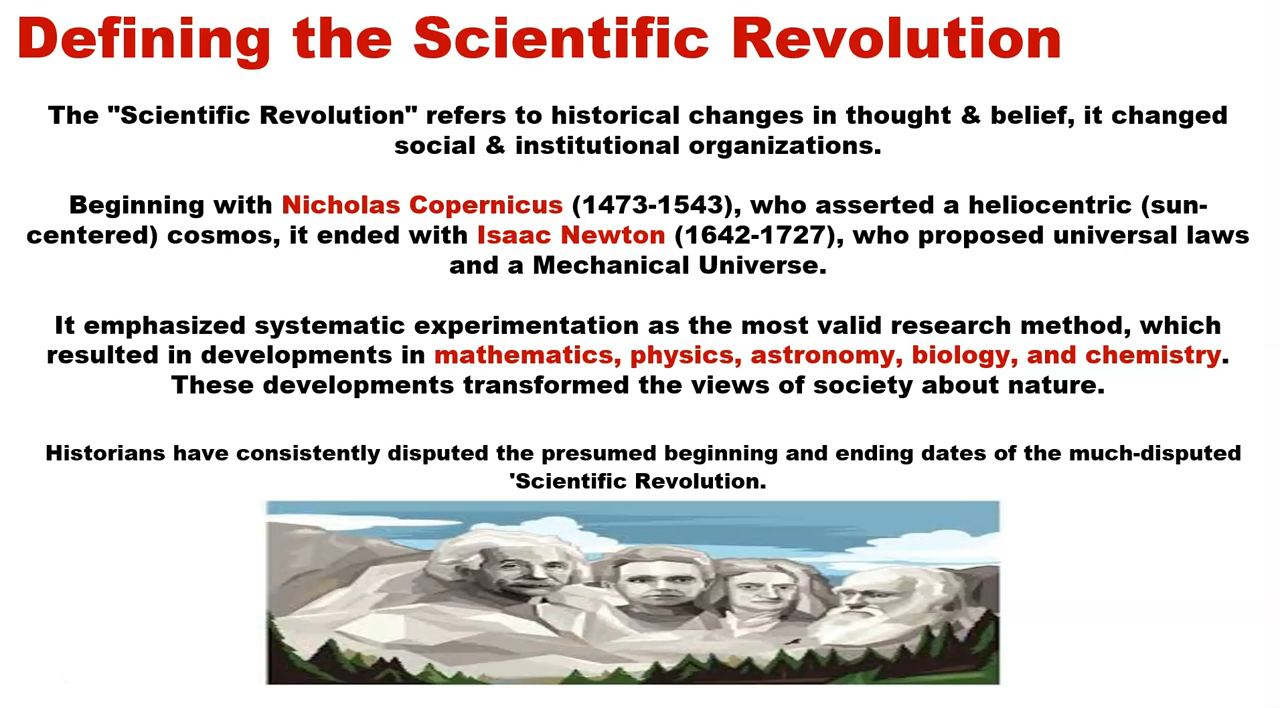 Defining the Scientific Revolution
The "Scientific Revolution" refers to historical changes in thought & belief, it changed
social & institutional organizations.
Beginning with Nicholas Copernicus (1473-1543), who asserted a heliocentric (sun-
centered) cosmos, it ended with Isaac Newton (1642-1727), who proposed universal laws
and a Mechanical Universe.
It emphasized systematic experimentation as the most valid research method, which
resulted in developments in mathematics, physics, astronomy, biology, and chemistry.
These developments transformed the views of society about nature.
Historians have consistently disputed the presumed beginning and ending dates of the much-disputed
'Scientific Revolution.